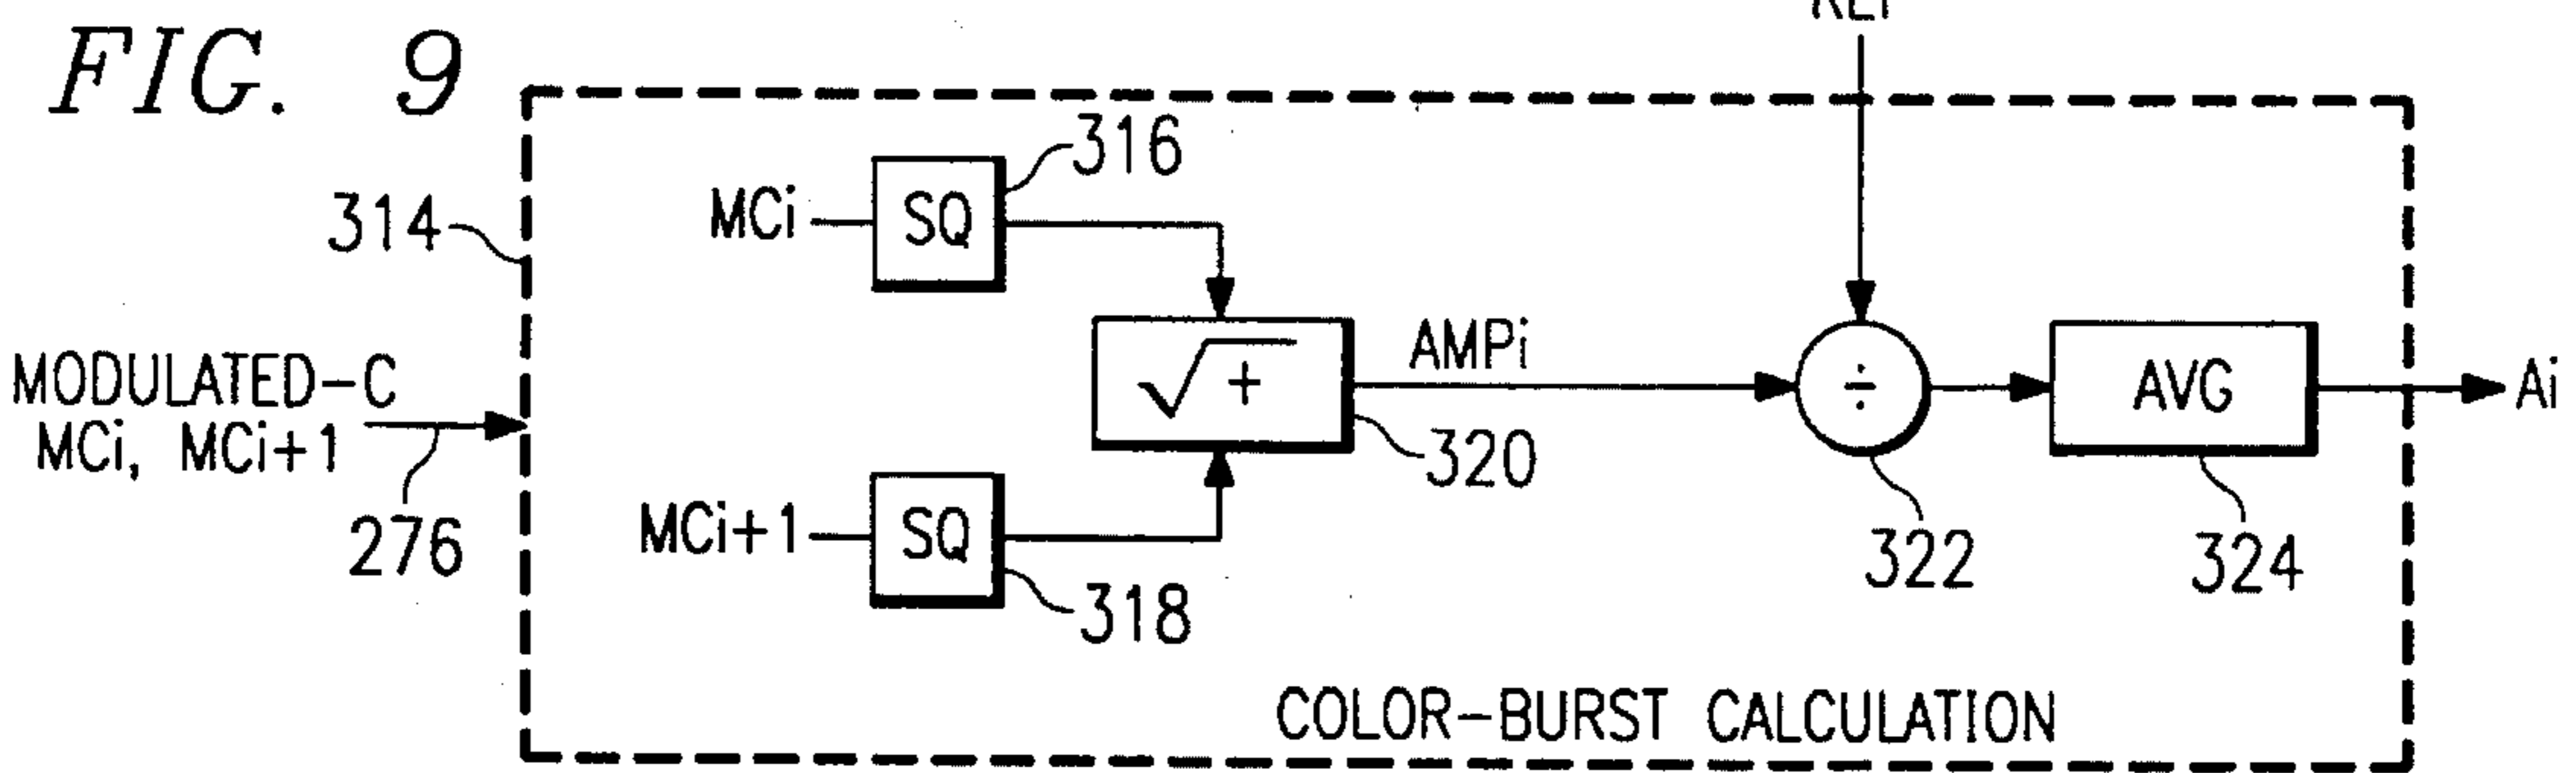 FIG. 9
316
MCi
SQ
314
AMPi
√+
÷
AVG
Ai
MODULATED-C
MCi, MCi+1
320
MCi+1
SQ
276
322
324
318
COLOR-BURST CALCULATION